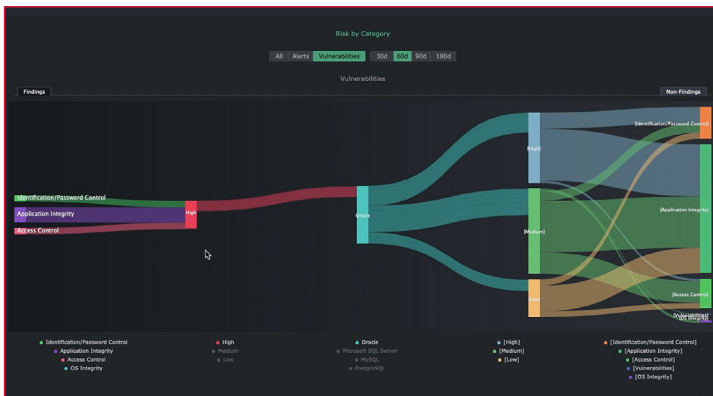 Risk by Category
All Alerts Vulnerabilities 30d 60d 90d 180d
Vulnerabilities
Findings
Non-Findings
Identification/Password Control
Application Integrity
Access Control
High
Oracle
[High]
[Medium]
[Low]
[Identification/Password Control]
[Application Integrity]
[Access Control]
[Vulnerabilities]
[OS Integrity]
Identification/Password Control
Application Integrity
Access Control
OS Integrity
High
Medium
Low
Oracle
Microsoft SQL Server
MySQL
PostgreSQL
[High]
[Medium]
[Low]
[Identification/Password Control]
[Application Integrity]
[Access Control]
[Vulnerabilities]
[OS Integrity]